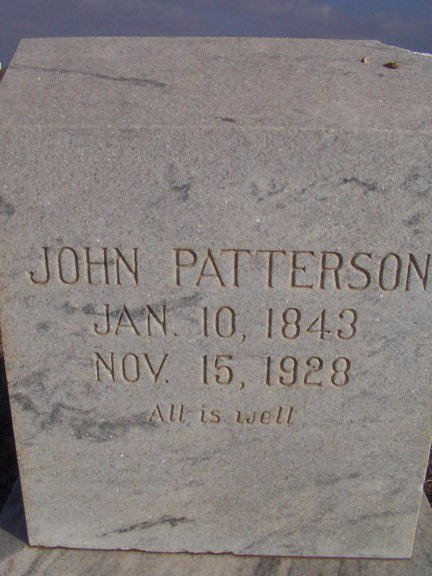 JOHN PATTERSON
JAN. 10, 1843
NOV. 15, 1928
All is well